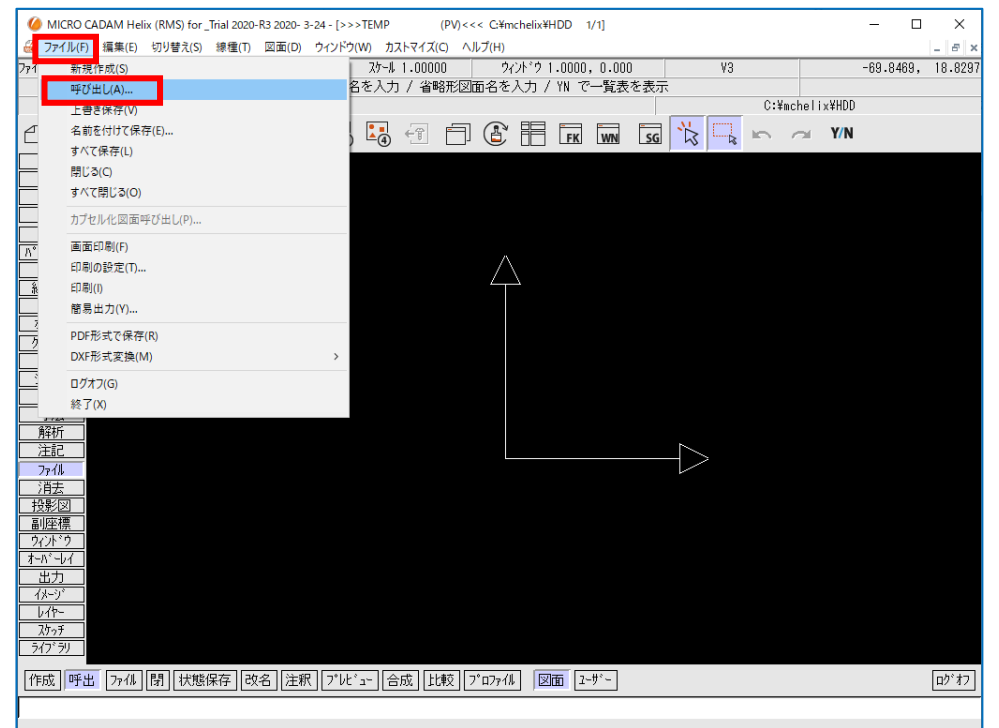 MICRO CADAM Helix (RMS) for _Trial 2020-R3 2020- 3-24 - [>>>TEMP (PV)<<< C:¥mchelix¥HDD 1/1]
ファイル(F) 編集(E) 切り替え(S) 線種(T) 図面(D) ウィンドウ(W) カストマイズ(C) ヘルプ(H)
スケール 1.00000 ウィンドウ 1.0000, 0.000 V3 -69.8469, 18.8297
名を入力 / 省略形図面名を入力 / YN で一覧表を表示
C:¥mchelix¥HDD
④ FK WN SG Y/N
新規作成(S)
呼び出し(A)...
上書き保存(V)
名前を付けて保存(E)...
すべて保存(L)
閉じる(C)
すべて閉じる(O)
カプセル化図面呼び出し(P)...
画面印刷(F)
印刷の設定(T)...
印刷(I)
簡易出力(Y)...
PDF形式で保存(R)
DXF形式変換(M)
ログオフ(G)
終了(X)
解析
注記
ファイル
消去
投影図
副座標
ウィンドウ
オーバーレイ
出力
イメージ
レイヤー
スケッチ
ライブラリ
作成 呼出 ファイル 閉 状態保存 改名 注釈 プレビュー 合成 比較 プロファイル 図面 ユーザー ログオフ